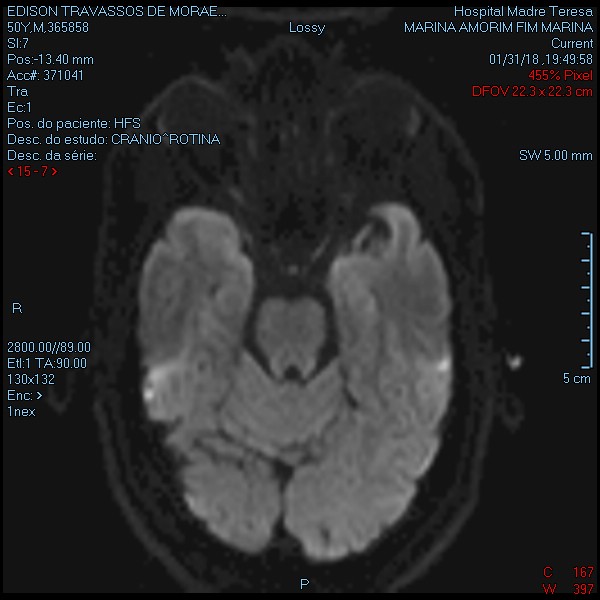 EDISON TRAVASSOS DE MORAE...
50Y,M,365858
Sl:7
Pos:-13.40 mm
Acc#: 371041
Tra
Ec:1
Pos. do paciente: HFS
Desc. do estudo: CRANIO^ROTINA
Desc. da série:
< 15 - 7 >
Lossy
Hospital Madre Teresa
MARINA AMORIM FIM MARINA
Current
01/31/18 ,19:49:58
455% Pixel
DFOV 22.3 x 22.3 cm
SW 5.00 mm
R
5 cm
2800.00//89.00
Etl:1 TA:90.00
130x132
Enc: >
1nex
P
C 167
W 397